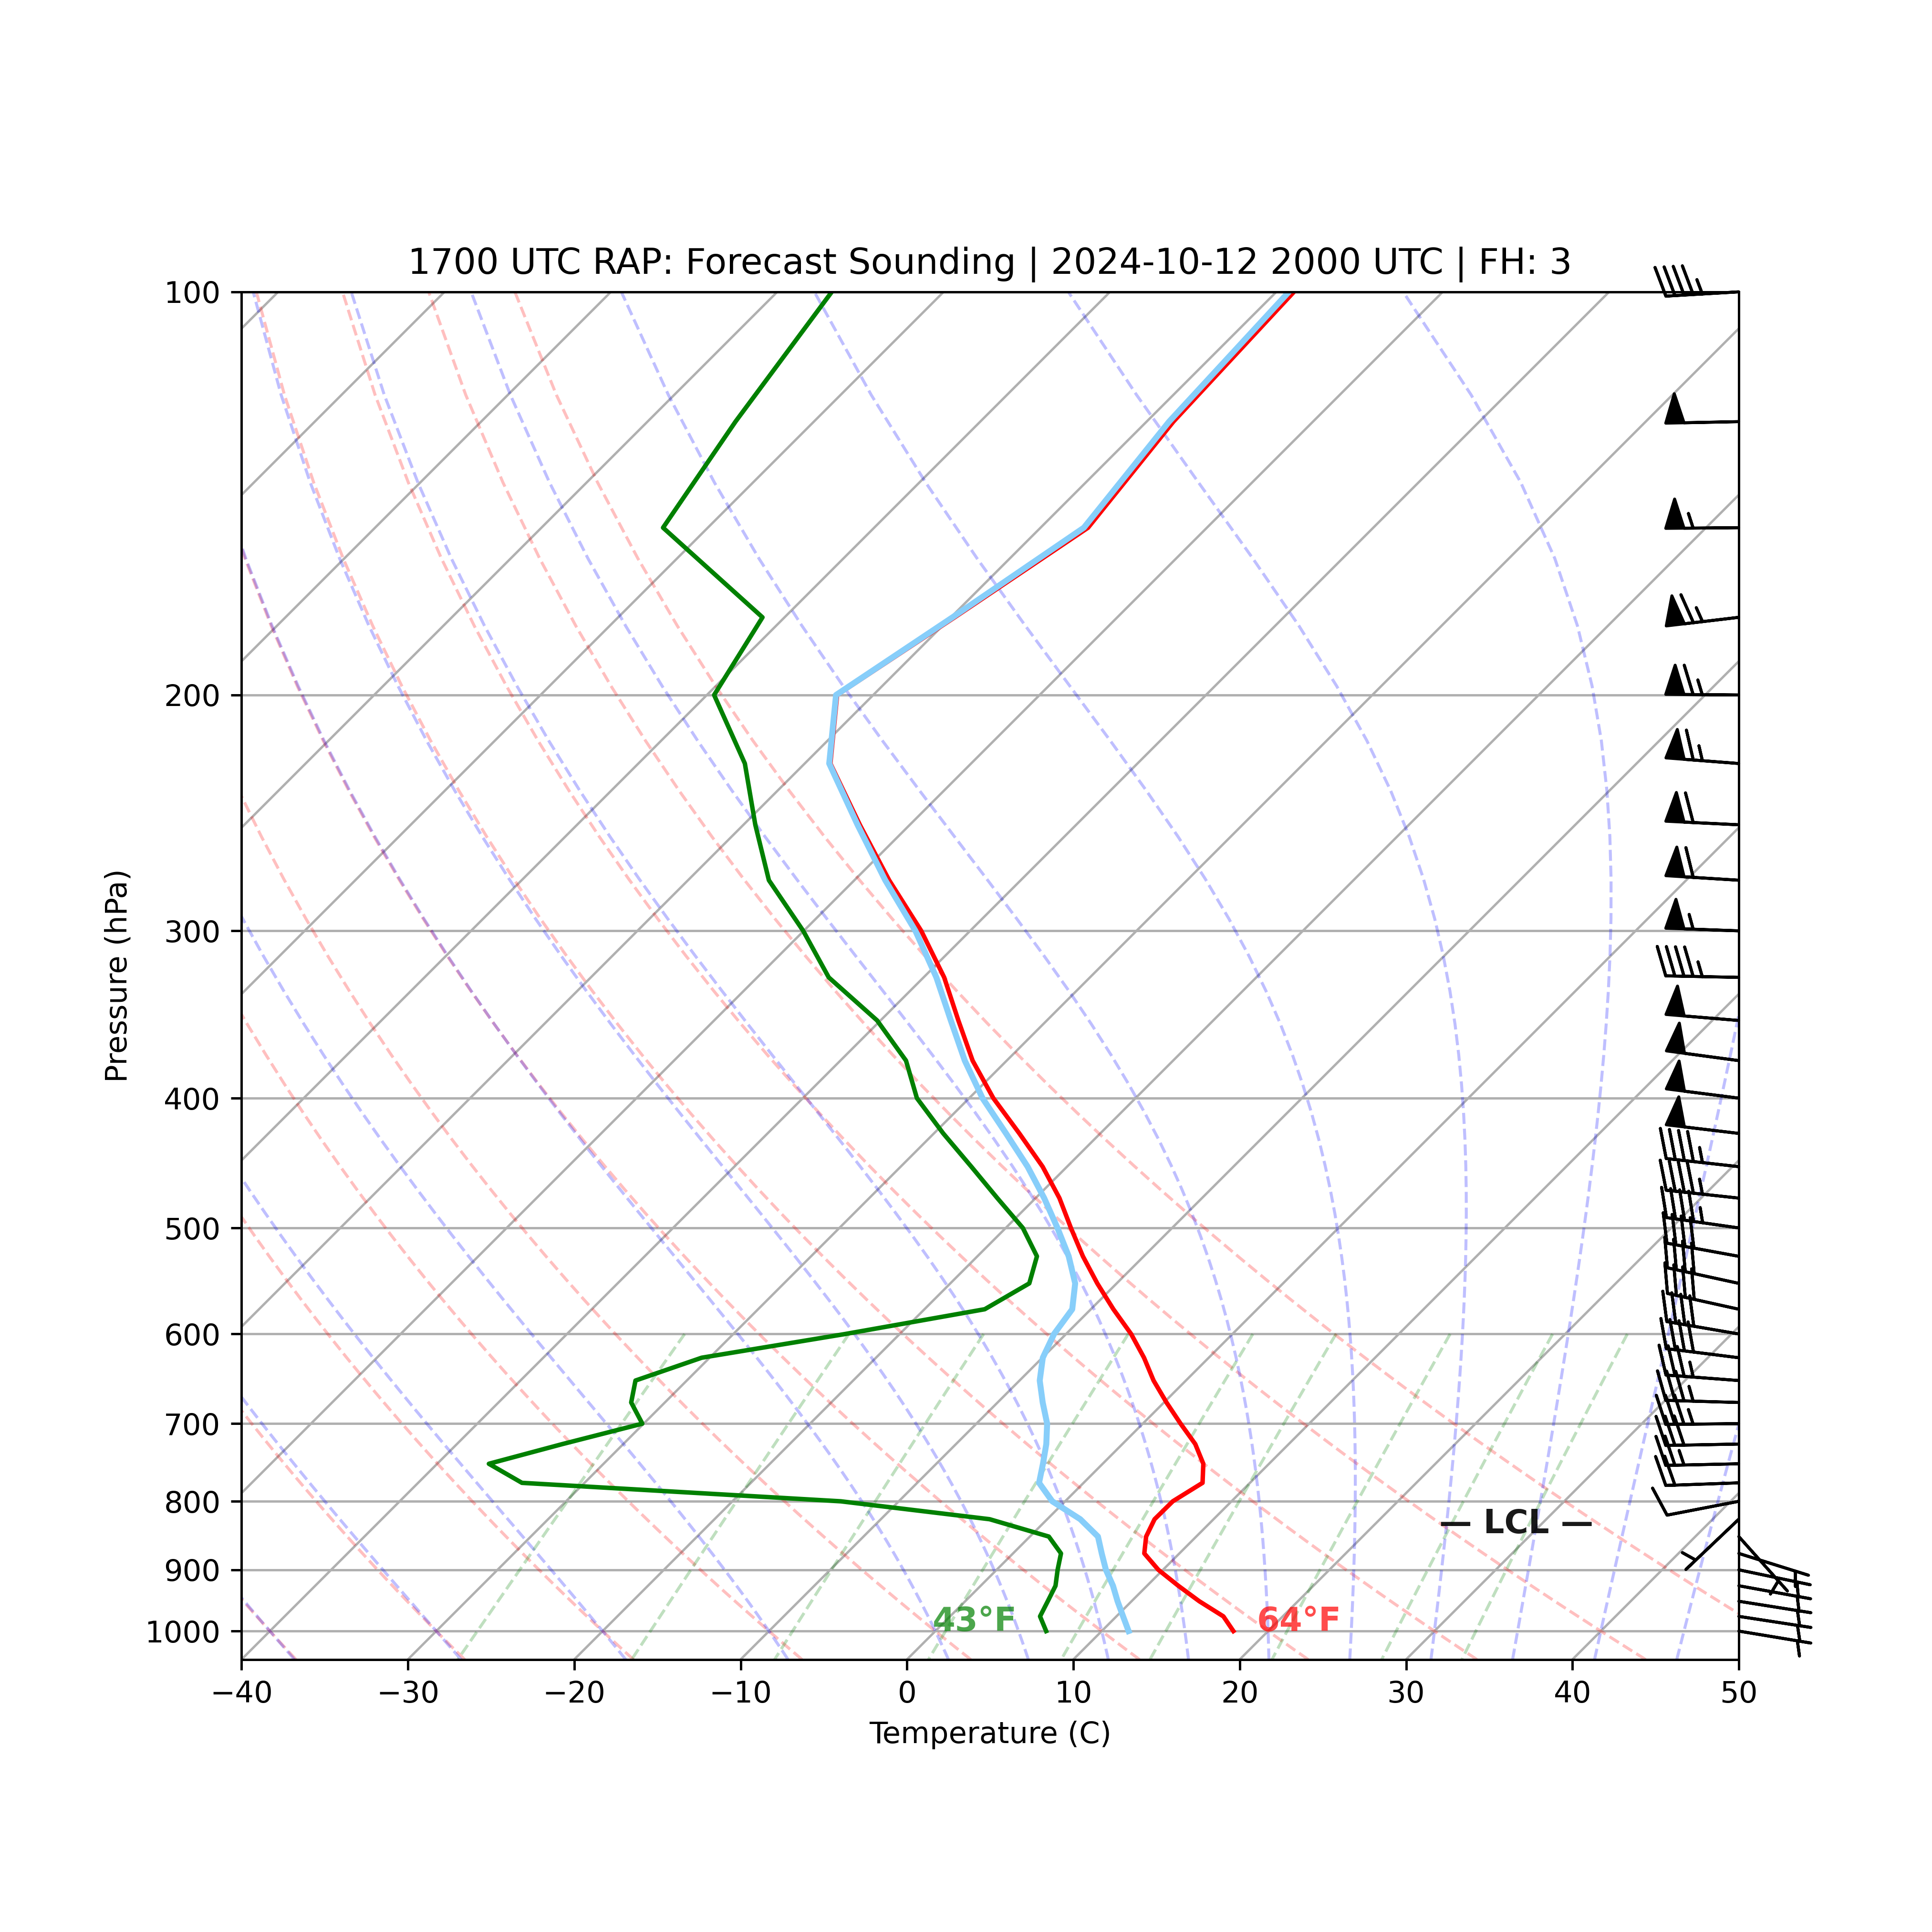 1700 UTC RAP: Forecast Sounding | 2024-10-12 2000 UTC | FH: 3
100
200
300
400
500
600
700
800
900
1000
Pressure (hPa)
— LCL —
43°F
64°F
−40 −30 −20 −10 0 10 20 30 40 50
Temperature (C)